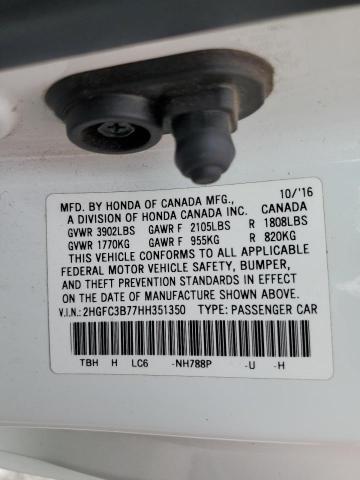 MFD. BY HONDA OF CANADA MFG., 10/'16
A DIVISION OF HONDA CANADA INC. CANADA
GVWR 3902LBS GAWR F 2105LBS R 1808LBS
GVWR 1770KG GAWR F 955KG R 820KG
THIS VEHICLE CONFORMS TO ALL APPLICABLE
FEDERAL MOTOR VEHICLE SAFETY, BUMPER,
AND THEFT PREVENTION STANDARDS IN EFFECT
ON THE DATE OF MANUFACTURE SHOWN ABOVE.
V.I.N.: 2HGFC3B77HH351350 TYPE: PASSENGER CAR
TBH H LC6 -NH788P -U -H